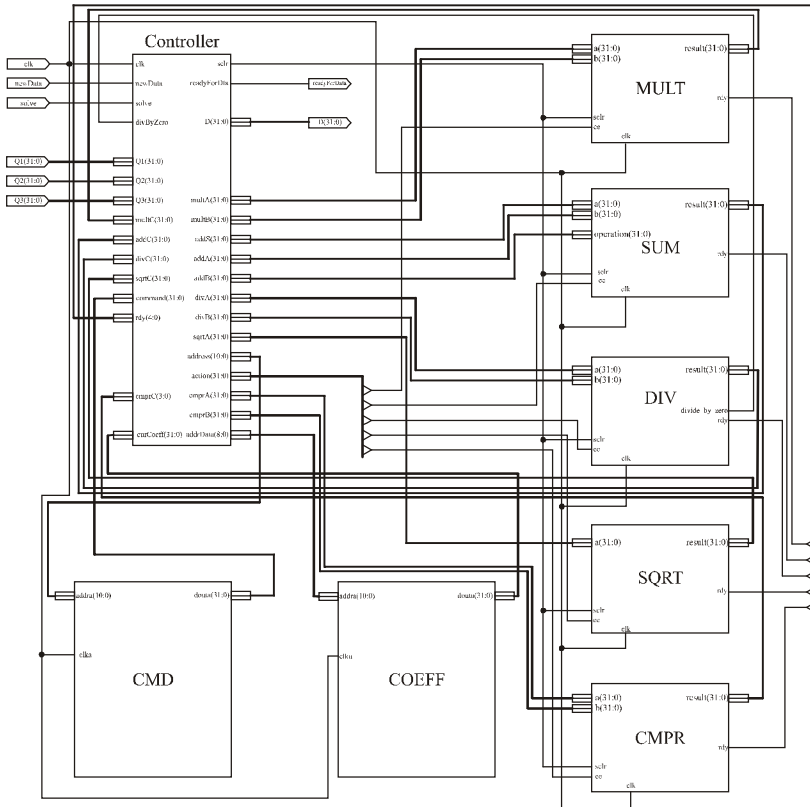 Controller
clk
newData
solve
Q1(31:0)
Q2(31:0)
Q3(31:0)
clk
newData
solve
divByZero
Q1(31:0)
Q2(31:0)
Q3(31:0)
multC(31:0)
addC(31:0)
divC(31:0)
sqrtC(31:0)
command(31:0)
rdy(4:0)
cmprC(3:0)
curCoeff(31:0)
sclr
readyForData
D(31:0)
multA(31:0)
multB(31:0)
addS(31:0)
addA(31:0)
addB(31:0)
divA(31:0)
divB(31:0)
sqrtA(31:0)
address(10:0)
action(31:0)
cmprA(31:0)
cmprB(31:0)
addrData(8:0)
readyForData
D(31:0)
a(31:0)
b(31:0)
result(31:0)
MULT
rdy
sclr
ce
clk
a(31:0)
b(31:0)
result(31:0)
operation(31:0)
SUM
rdy
sclr
ce
clk
a(31:0)
b(31:0)
result(31:0)
DIV
divide by zero
rdy
sclr
ce
clk
a(31:0)
result(31:0)
SQRT
rdy
sclr
ce
clk
a(31:0)
b(31:0)
result(31:0)
CMPR
rdy
sclr
ce
clk
addra(10:0)
douta(31:0)
clka
CMD
addra(10:0)
douta(31:0)
clka
COEFF